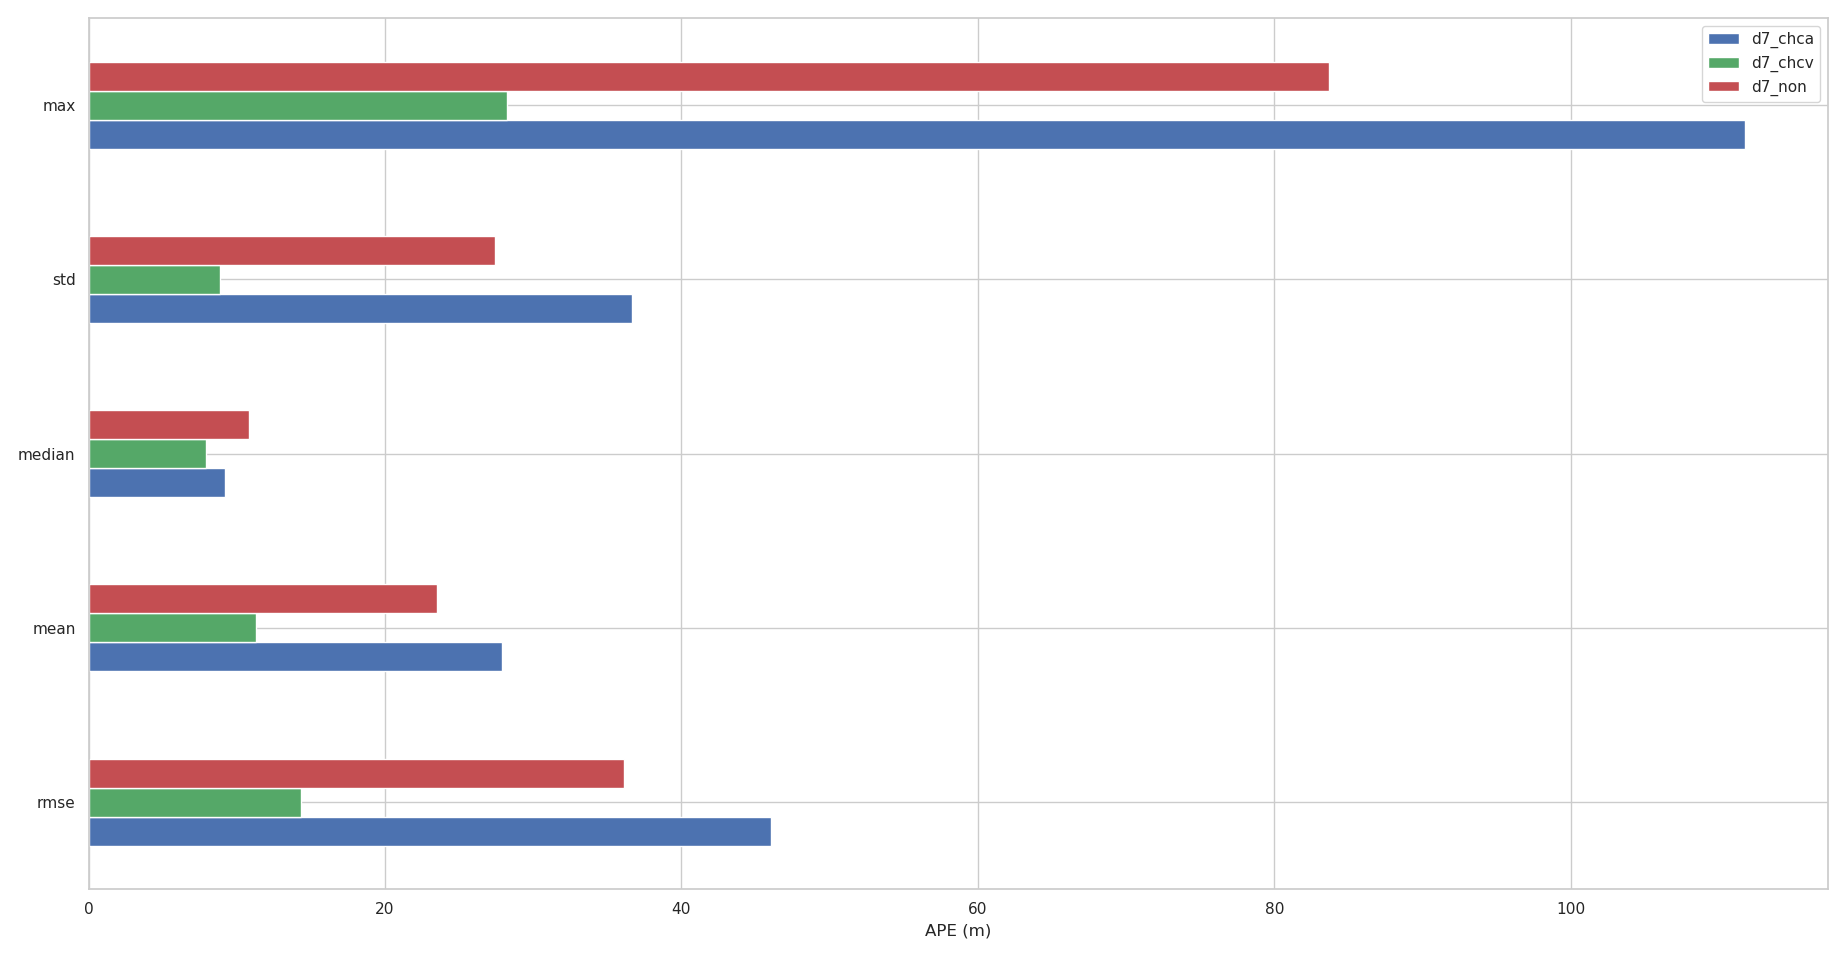 d7_chca
d7_chcv
d7_non
max
std
median
mean
rmse
0 20 40 60 80 100
APE (m)